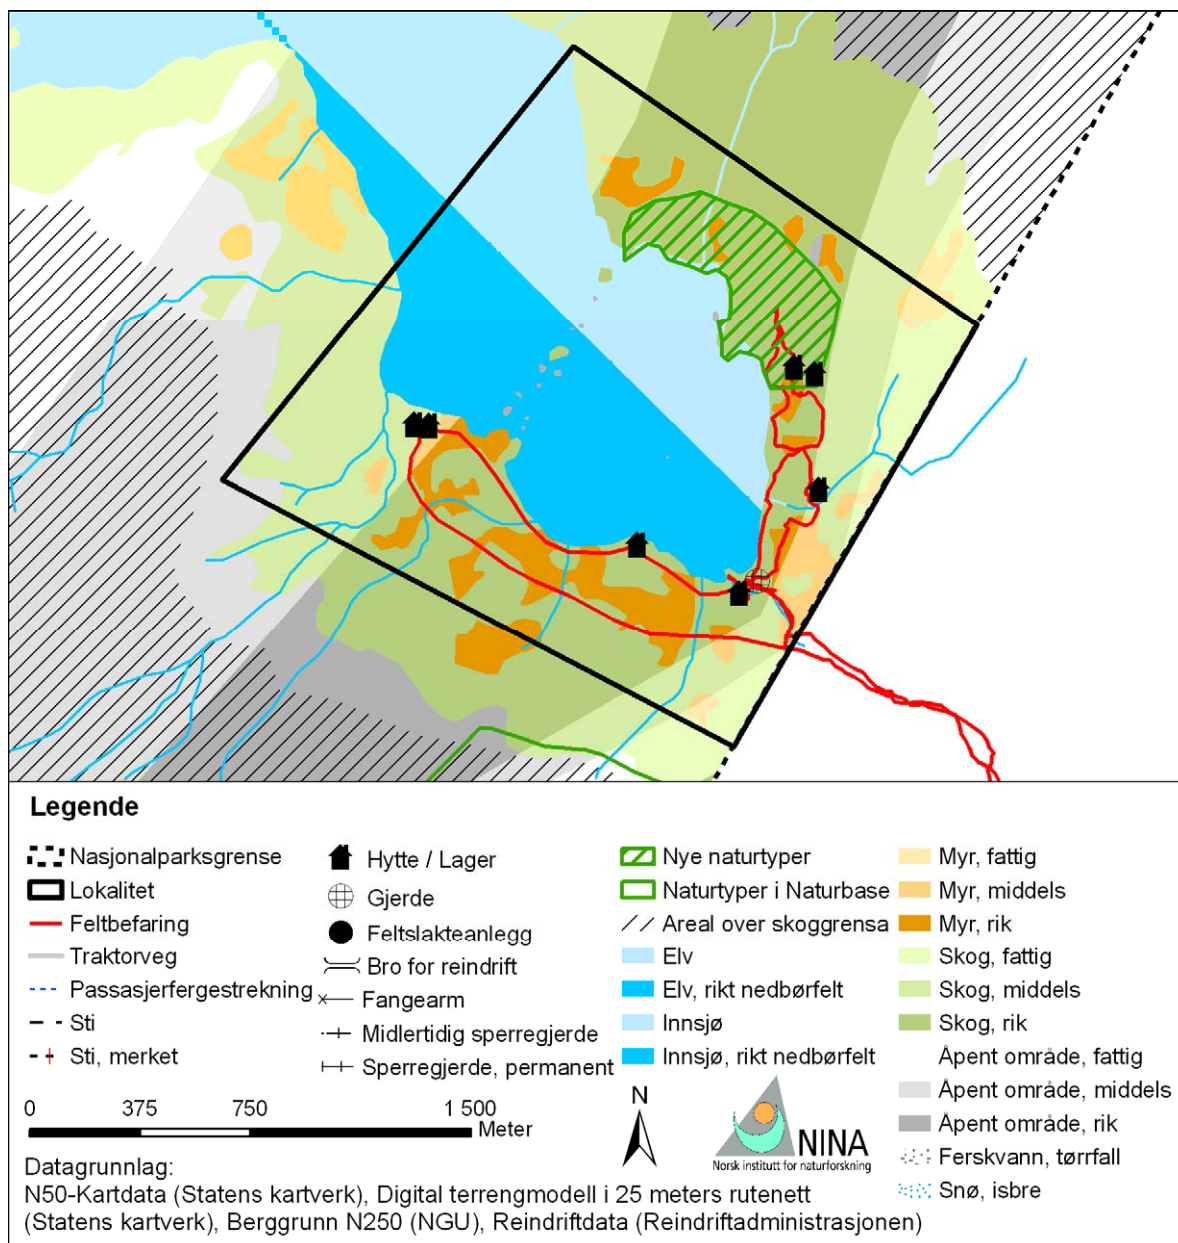 Legende
Nasjonalparksgrense
Lokalitet
Feltbefaring
Traktorveg
Passasjerfergestrekning
Sti
Sti, merket
Hytte / Lager
Gjerde
Feltslakteanlegg
Bro for reindrift
Fangearm
Midlertidig sperregjerde
Sperregjerde, permanent
Nye naturtyper
Naturtyper i Naturbase
Areal over skoggrensa
Elv
Elv, rikt nedbørfelt
Innsjø
Innsjø, rikt nedbørfelt
Myr, fattig
Myr, middels
Myr, rik
Skog, fattig
Skog, middels
Skog, rik
Åpent område, fattig
Åpent område, middels
Åpent område, rik
Ferskvann, tørrfall
Snø, isbre
0 375 750 1 500
Meter
N
NINA
Norsk institutt for naturforskning
Datagrunnlag:
N50-Kartdata (Statens kartverk), Digital terrengmodell i 25 meters rutenett
(Statens kartverk), Berggrunn N250 (NGU), Reindriftdata (Reindriftadministrasjonen)